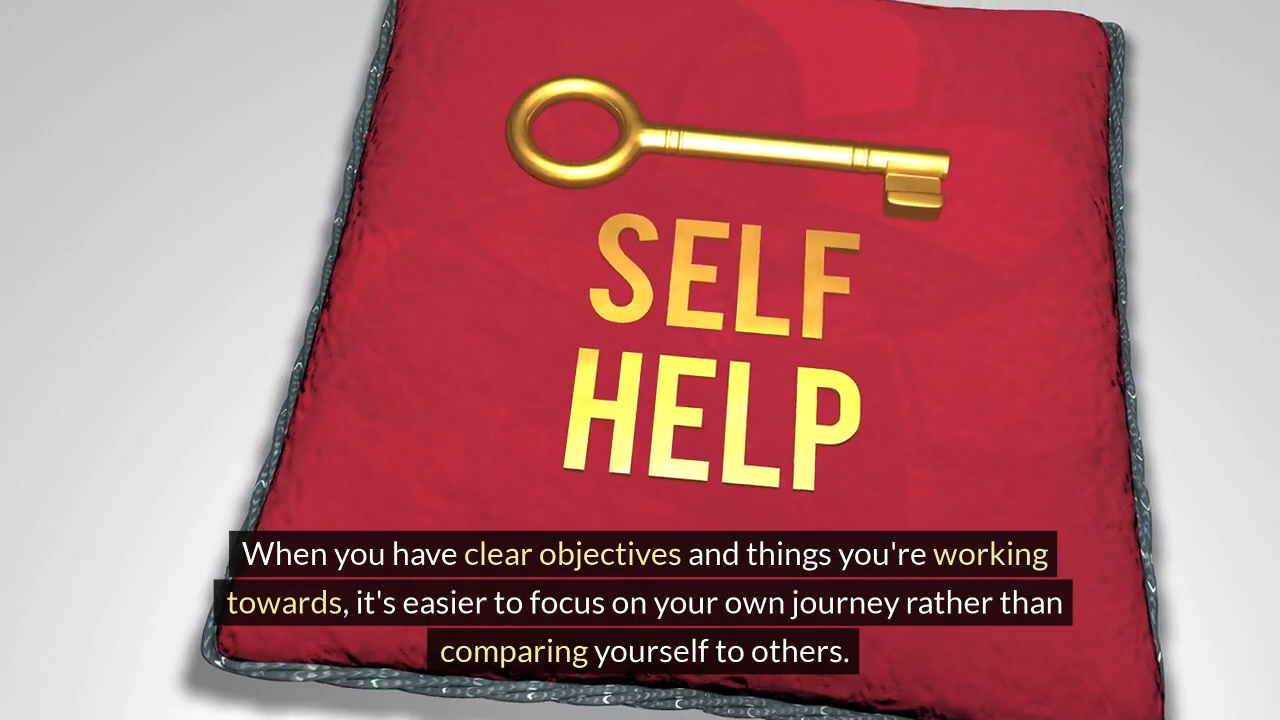 SELF
HELP
When you have clear objectives and things you're working
towards, it's easier to focus on your own journey rather than
comparing yourself to others.